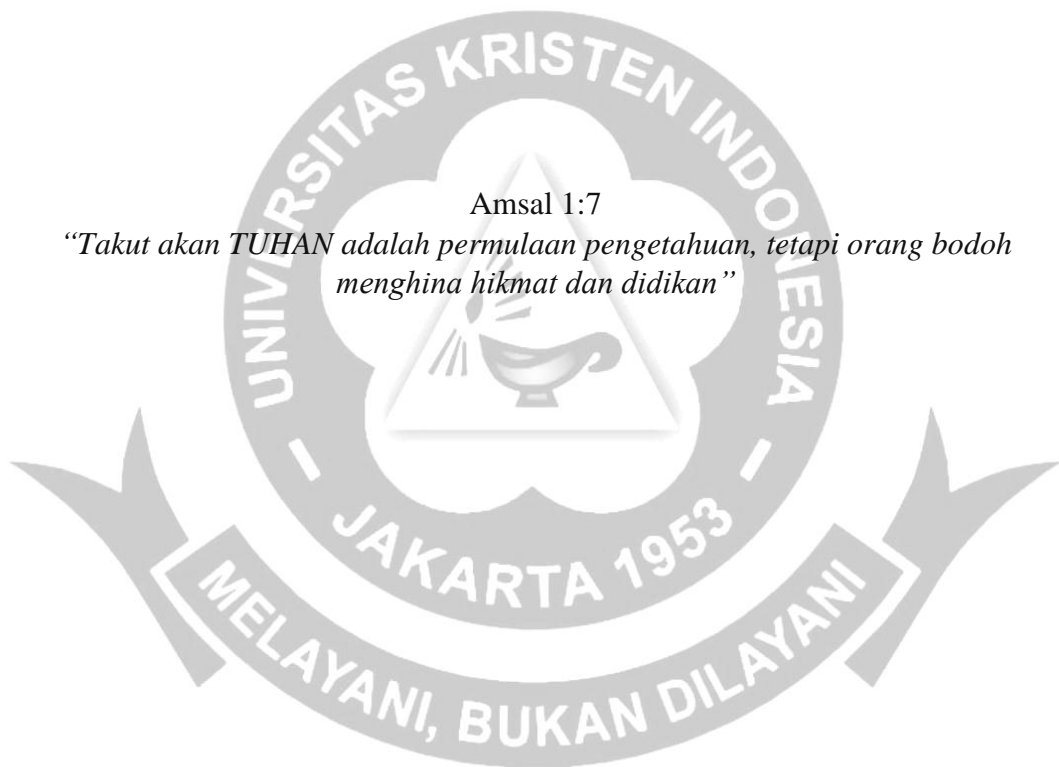 UNIVERSITAS KRISTEN INDONESIA
Amsal 1:7
“Takut akan TUHAN adalah permulaan pengetahuan, tetapi orang bodoh
menghina hikmat dan didikan”
JAKARTA 1953
MELAYANI, BUKAN DILAYANI